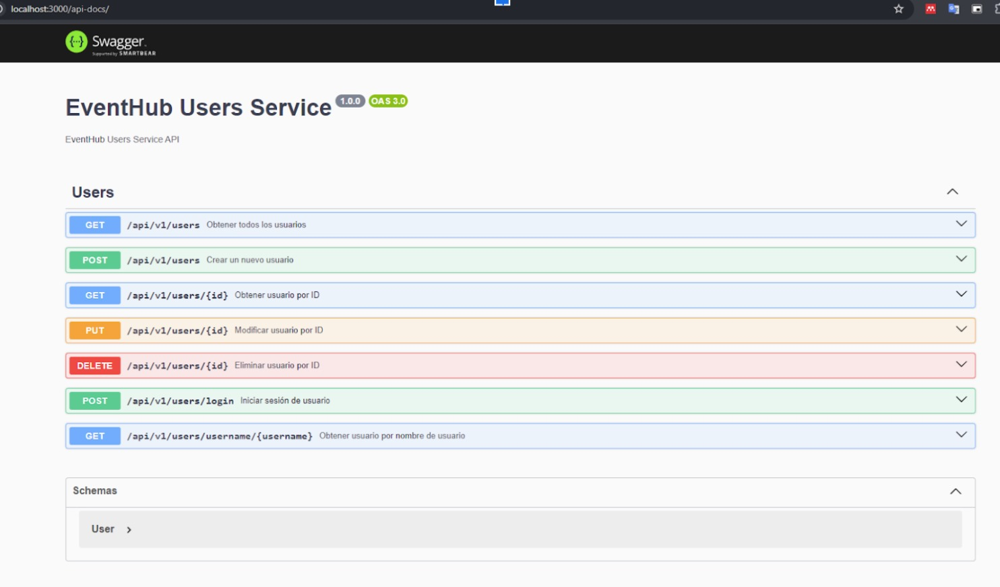 localhost:3000/api-docs/
{···} Swagger.
Supported by SMARTBEAR
EventHub Users Service 1.0.0 OAS 3.0
EventHub Users Service API
Users
GET /api/v1/users Obtener todos los usuarios
POST /api/v1/users Crear un nuevo usuario
GET /api/v1/users/{id} Obtener usuario por ID
PUT /api/v1/users/{id} Modificar usuario por ID
DELETE /api/v1/users/{id} Eliminar usuario por ID
POST /api/v1/users/login Iniciar sesión de usuario
GET /api/v1/users/username/{username} Obtener usuario por nombre de usuario
Schemas
User